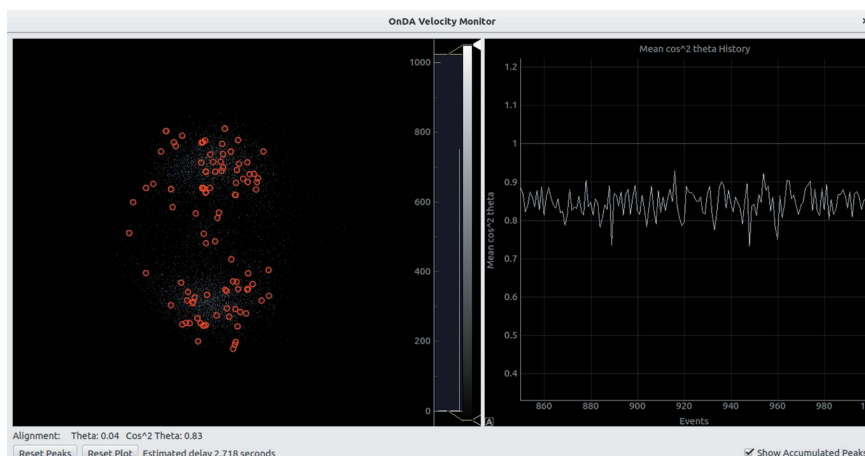 OnDA Velocity Monitor
1000
800
600
400
200
0
Mean cos^2 theta History
1.2
1.1
1
0.9
0.8
0.7
0.6
0.5
0.4
Mean cos^2 theta
860
880
900
920
940
960
980
Events
A
Alignment: Theta: 0.04 Cos^2 Theta: 0.83
Reset Peaks Reset Plot Estimated delay 2.718 seconds
Show Accumulated Peaks